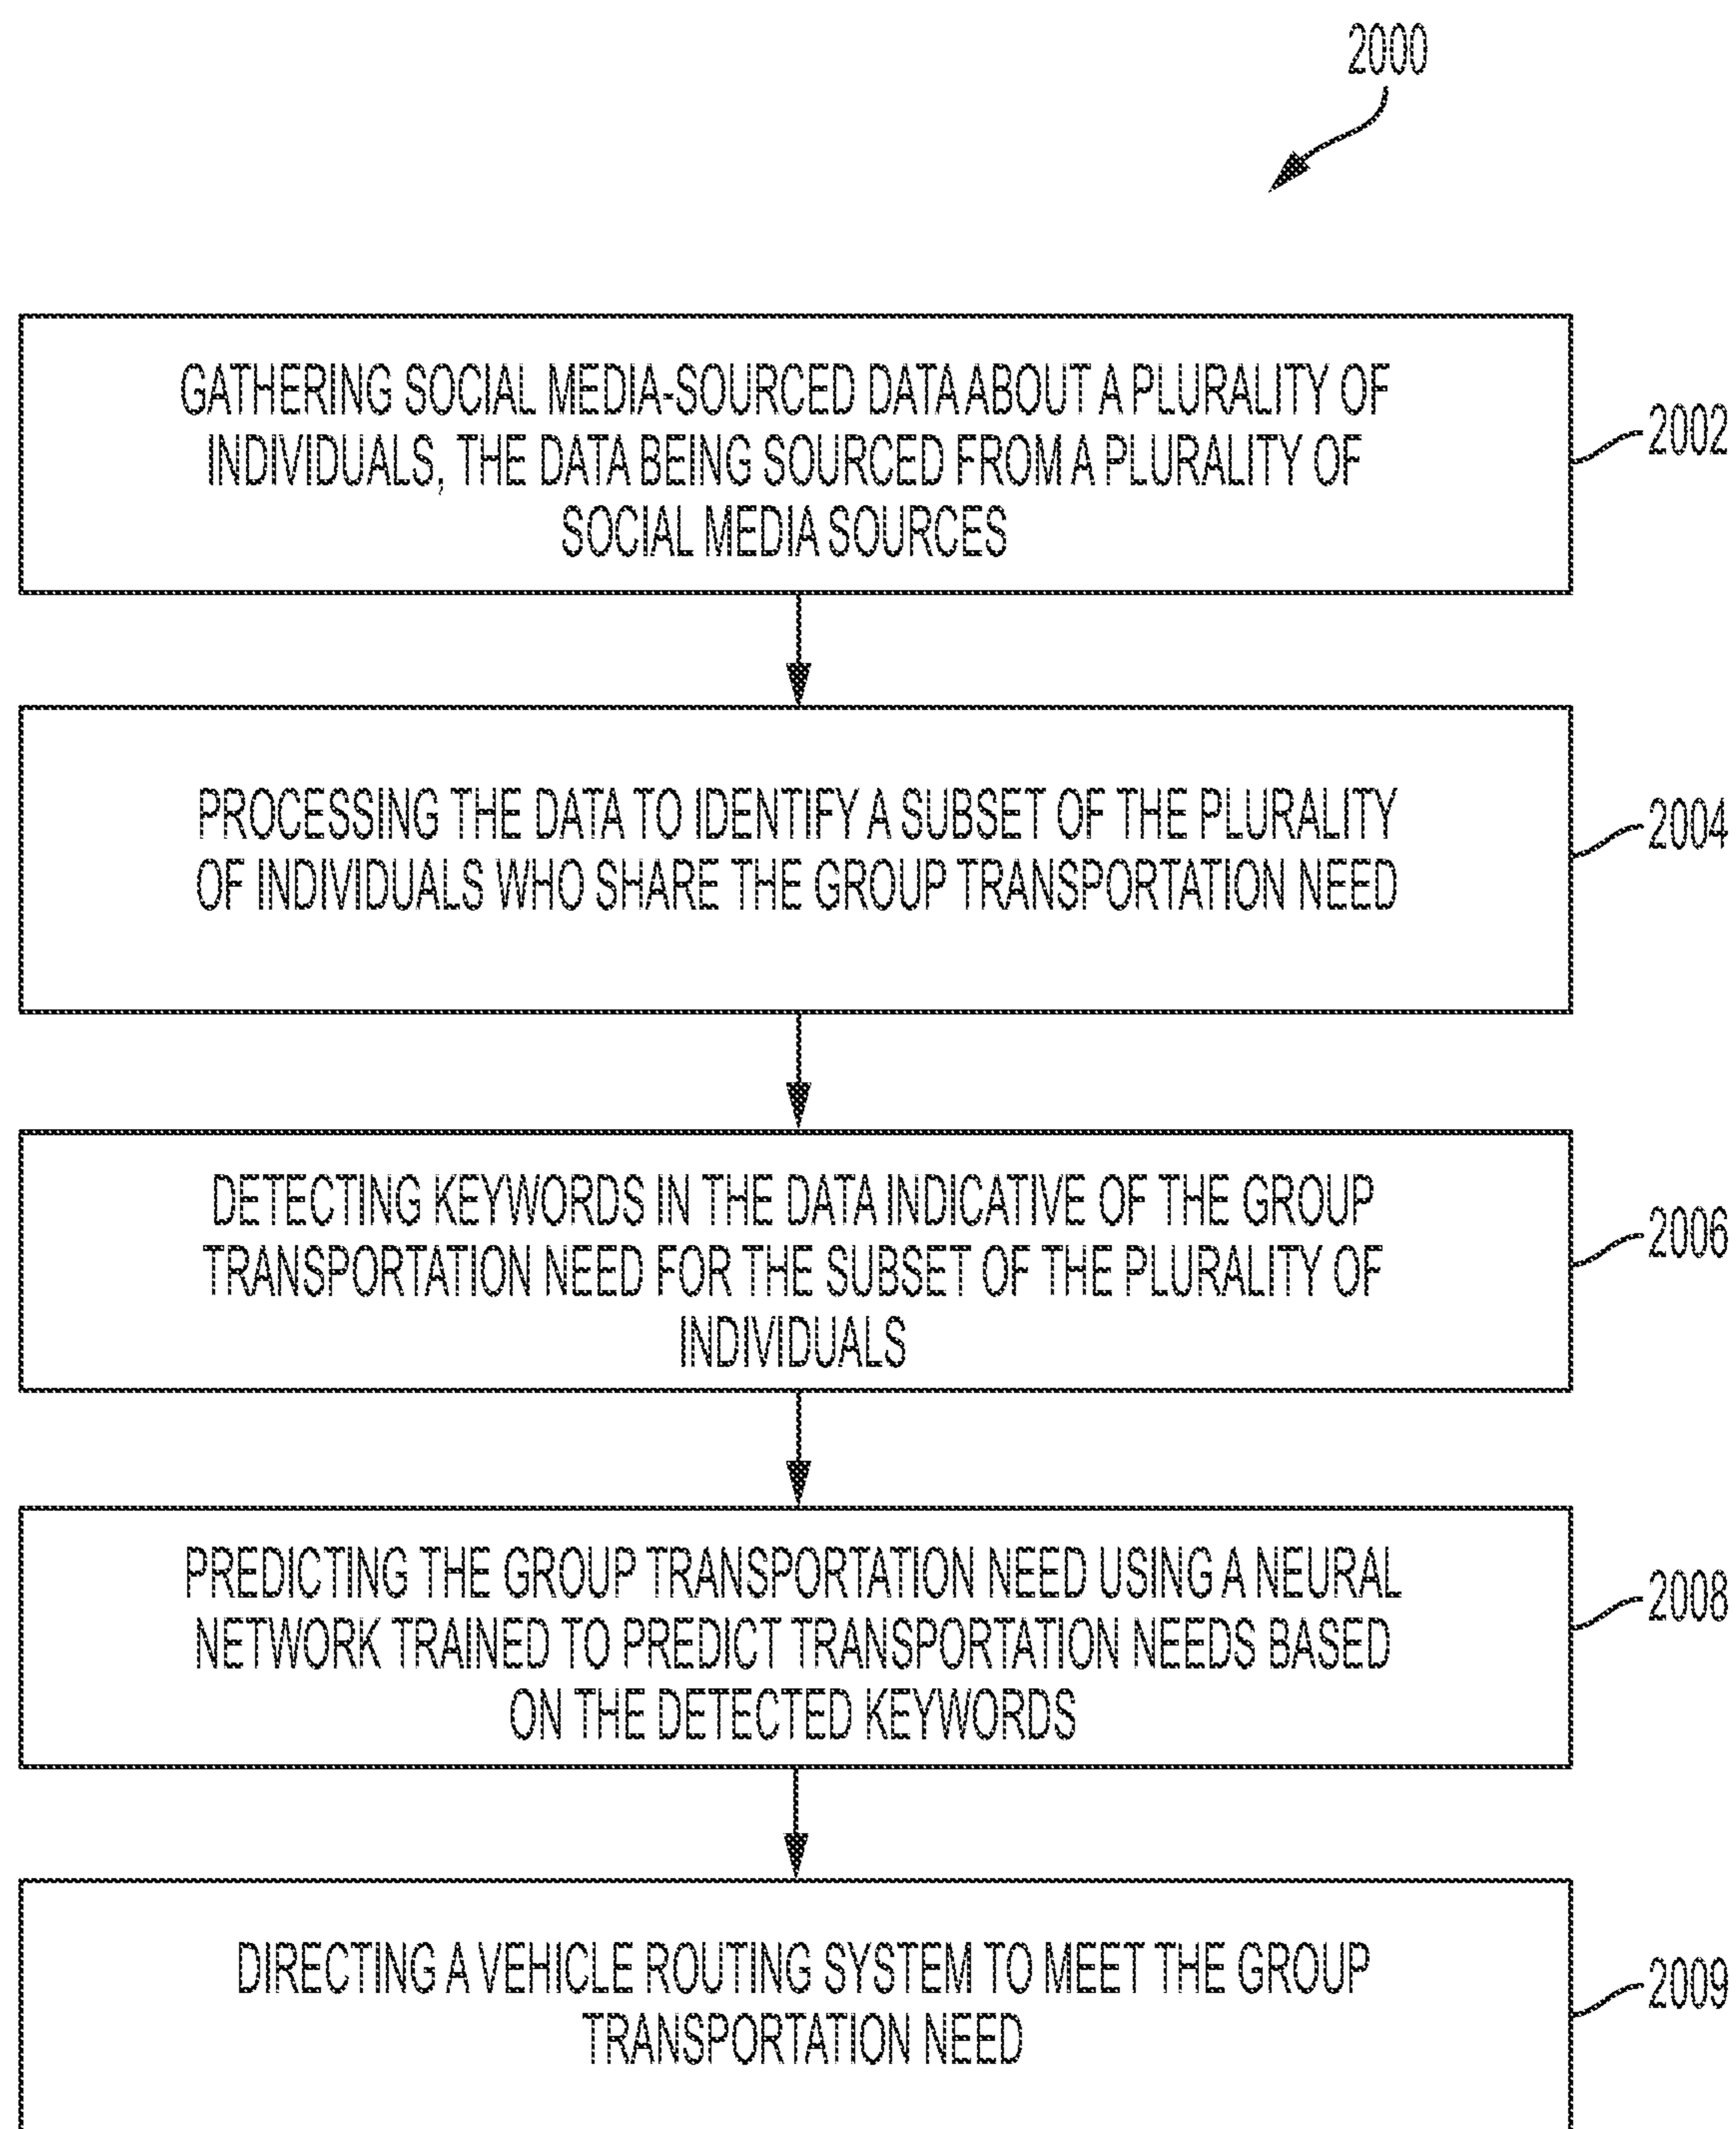 2000
GATHERING SOCIAL MEDIA-SOURCED DATA ABOUT A PLURALITY OF
INDIVIDUALS, THE DATA BEING SOURCED FROM A PLURALITY OF
SOCIAL MEDIA SOURCES
2002
PROCESSING THE DATA TO IDENTIFY A SUBSET OF THE PLURALITY
OF INDIVIDUALS WHO SHARE THE GROUP TRANSPORTATION NEED
2004
DETECTING KEYWORDS IN THE DATA INDICATIVE OF THE GROUP
TRANSPORTATION NEED FOR THE SUBSET OF THE PLURALITY OF
INDIVIDUALS
2006
PREDICTING THE GROUP TRANSPORTATION NEED USING A NEURAL
NETWORK TRAINED TO PREDICT TRANSPORTATION NEEDS BASED
ON THE DETECTED KEYWORDS
2008
DIRECTING A VEHICLE ROUTING SYSTEM TO MEET THE GROUP
TRANSPORTATION NEED
2009